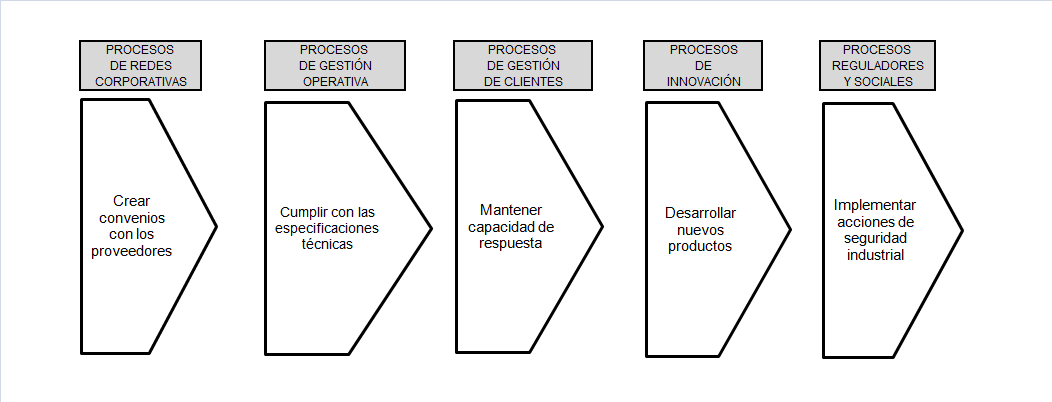 PROCESOS
DE REDES
CORPORATIVAS
PROCESOS
DE GESTIÓN
OPERATIVA
PROCESOS
DE GESTIÓN
DE CLIENTES
PROCESOS
DE
INNOVACIÓN
PROCESOS
REGULADORES
Y SOCIALES
Crear
convenios
con los
proveedores
Cumplir con las
especificaciones
técnicas
Mantener
capacidad de
respuesta
Desarrollar
nuevos
productos
Implementar
acciones de
seguridad
industrial